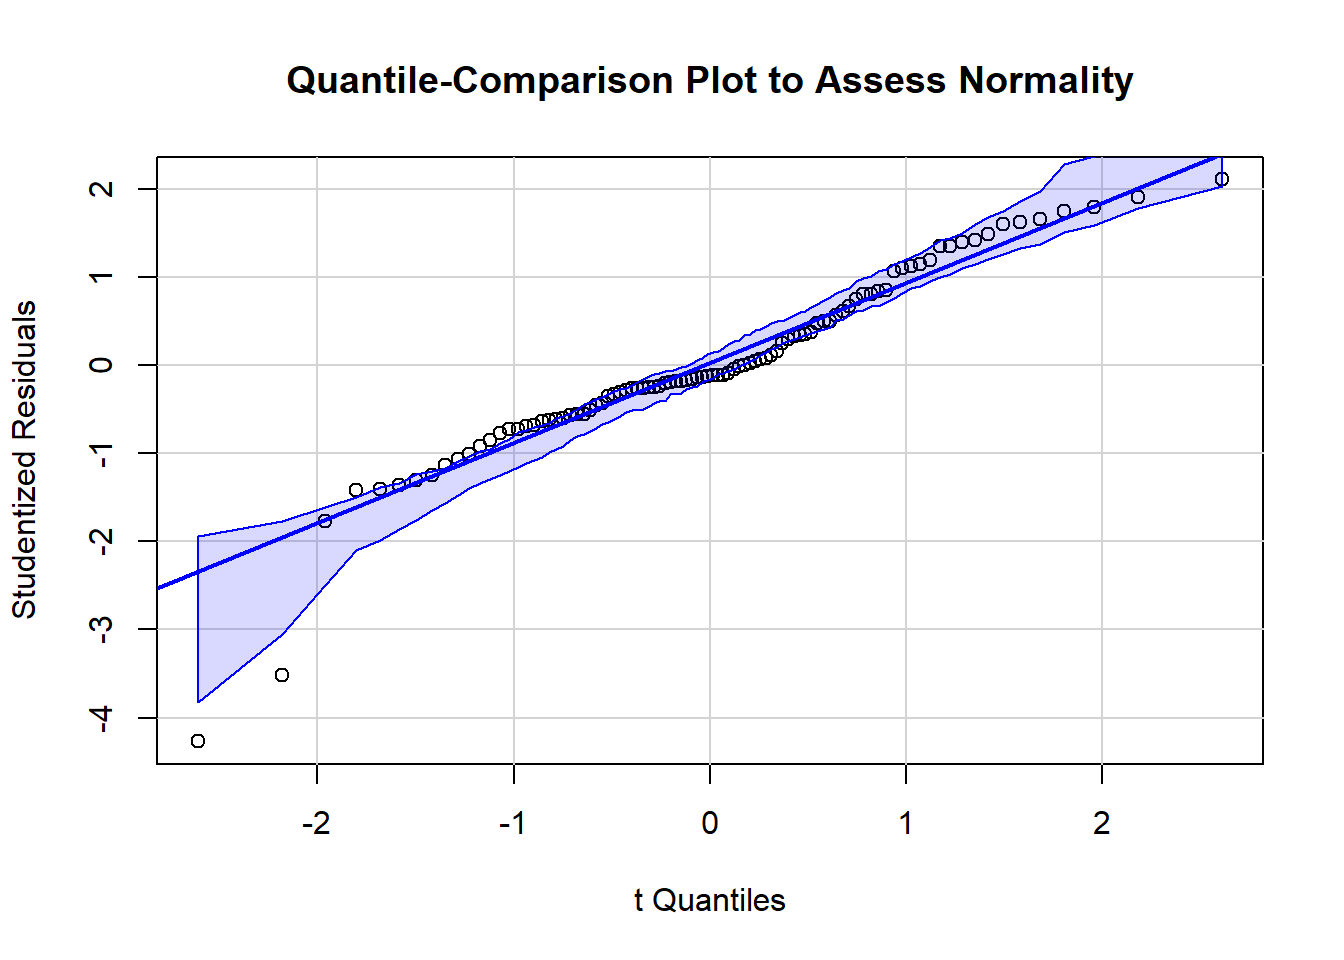 Quantile-Comparison Plot to Assess Normality
Studentized Residuals
2
1
0
-1
-2
-3
-4
-2 -1 0 1 2
t Quantiles